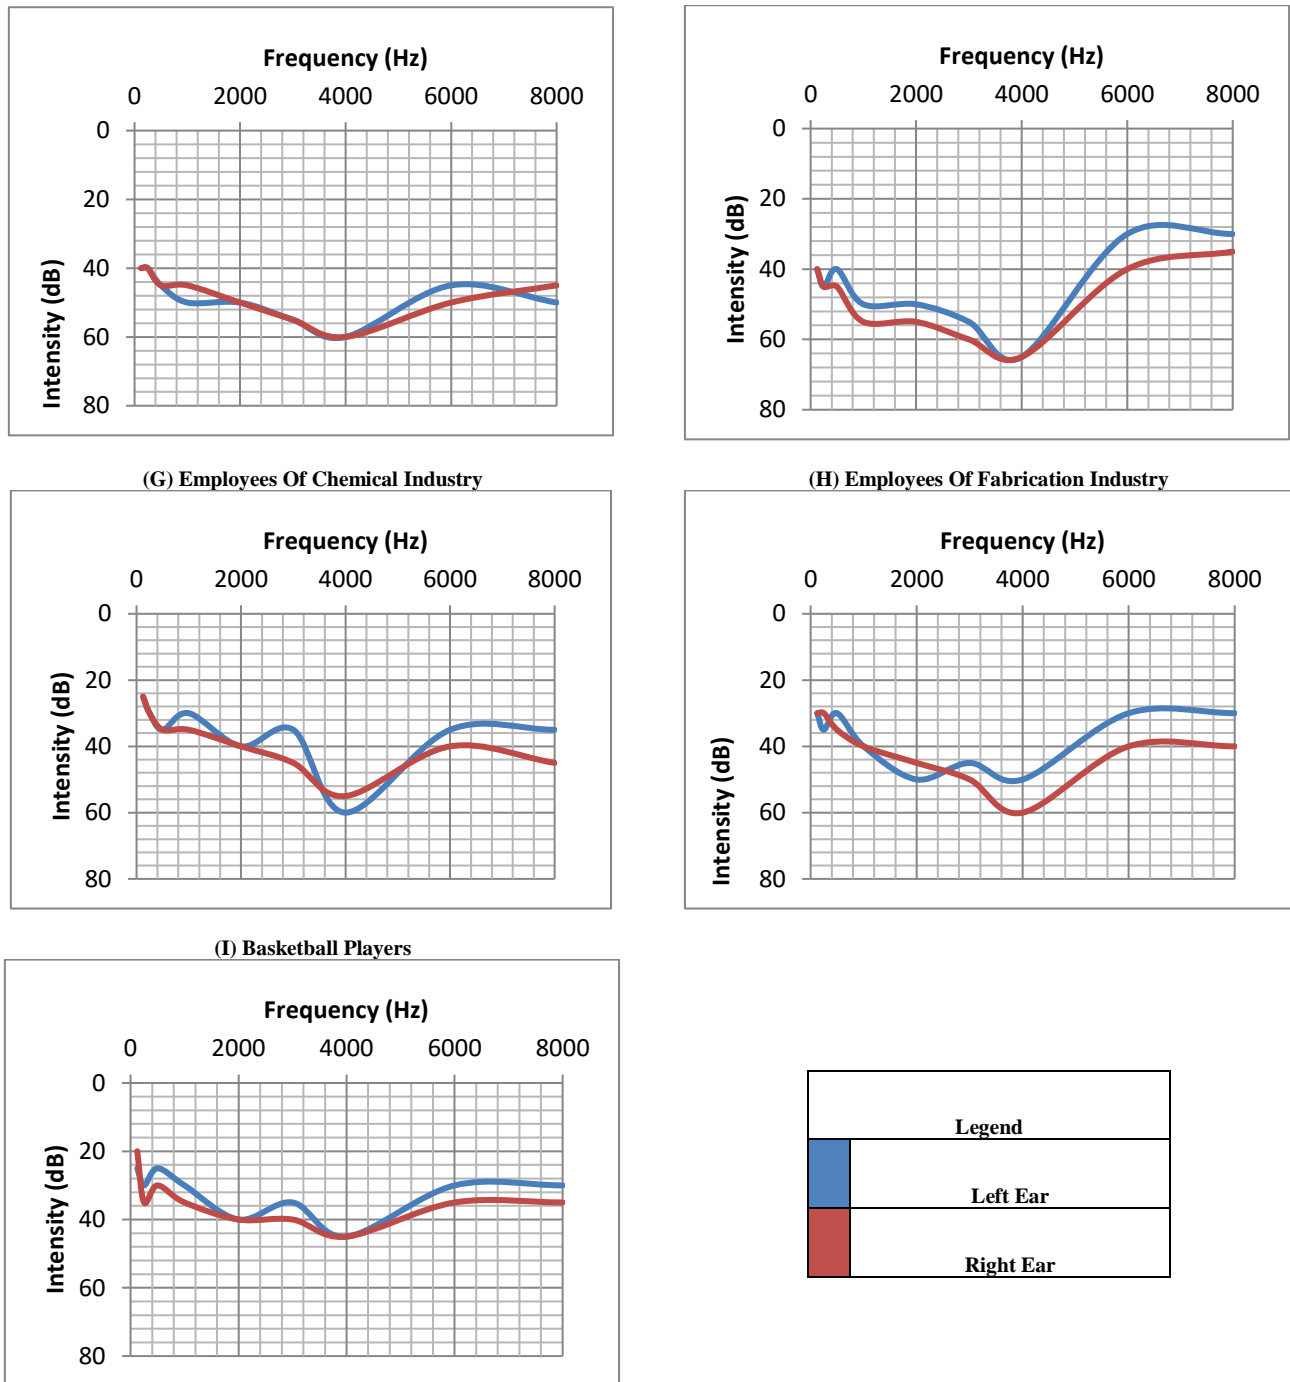 Frequency (Hz)
0 2000 4000 6000 8000
0
20
40
60
80
Intensity (dB)
Frequency (Hz)
0 2000 4000 6000 8000
0
20
40
60
80
Intensity (dB)
(G) Employees Of Chemical Industry
(H) Employees Of Fabrication Industry
Frequency (Hz)
0 2000 4000 6000 8000
0
20
40
60
80
Intensity (dB)
Frequency (Hz)
0 2000 4000 6000 8000
0
20
40
60
80
Intensity (dB)
(I) Basketball Players
Frequency (Hz)
0 2000 4000 6000 8000
0
20
40
60
80
Intensity (dB)
Legend
Left Ear
Right Ear